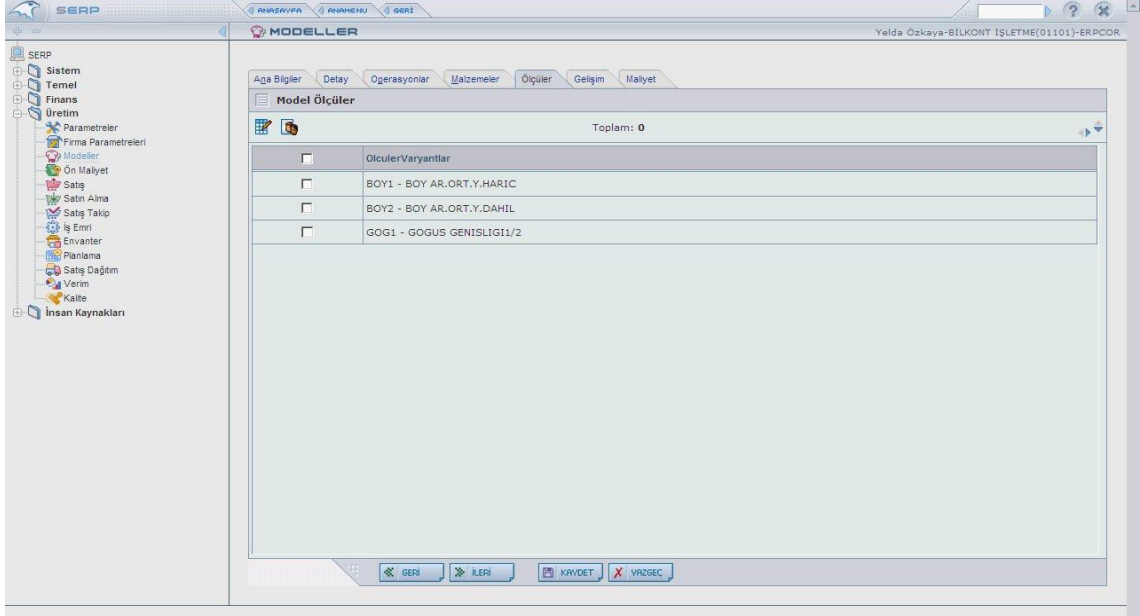 SERP
ANASAYFA
ANAMENU
GERİ
?
MODELLER
Yelda Özkaya-BİLKONT İŞLETME(01101)-ERPCOR
SERP
Sistem
Temel
Finans
Üretim
Parametreler
Firma Parametreleri
Modeller
Ön Maliyet
Satış
Satın Alma
Satış Takip
İş Emri
Envanter
Planlama
Satış Dağıtım
Verim
Kalite
İnsan Kaynakları
Ana Bilgiler
Detay
Operasyonlar
Malzemeler
Ölçüler
Gelişim
Maliyet
Model Ölçüler
Toplam: 0
OlculerVaryantlar
BOY1 - BOY AR.ORT.Y.HARIC
BOY2 - BOY AR.ORT.Y.DAHIL
GOG1 - GOGUS GENISLIGI1/2
GERİ
İLERİ
KAYDET
VAZGEÇ